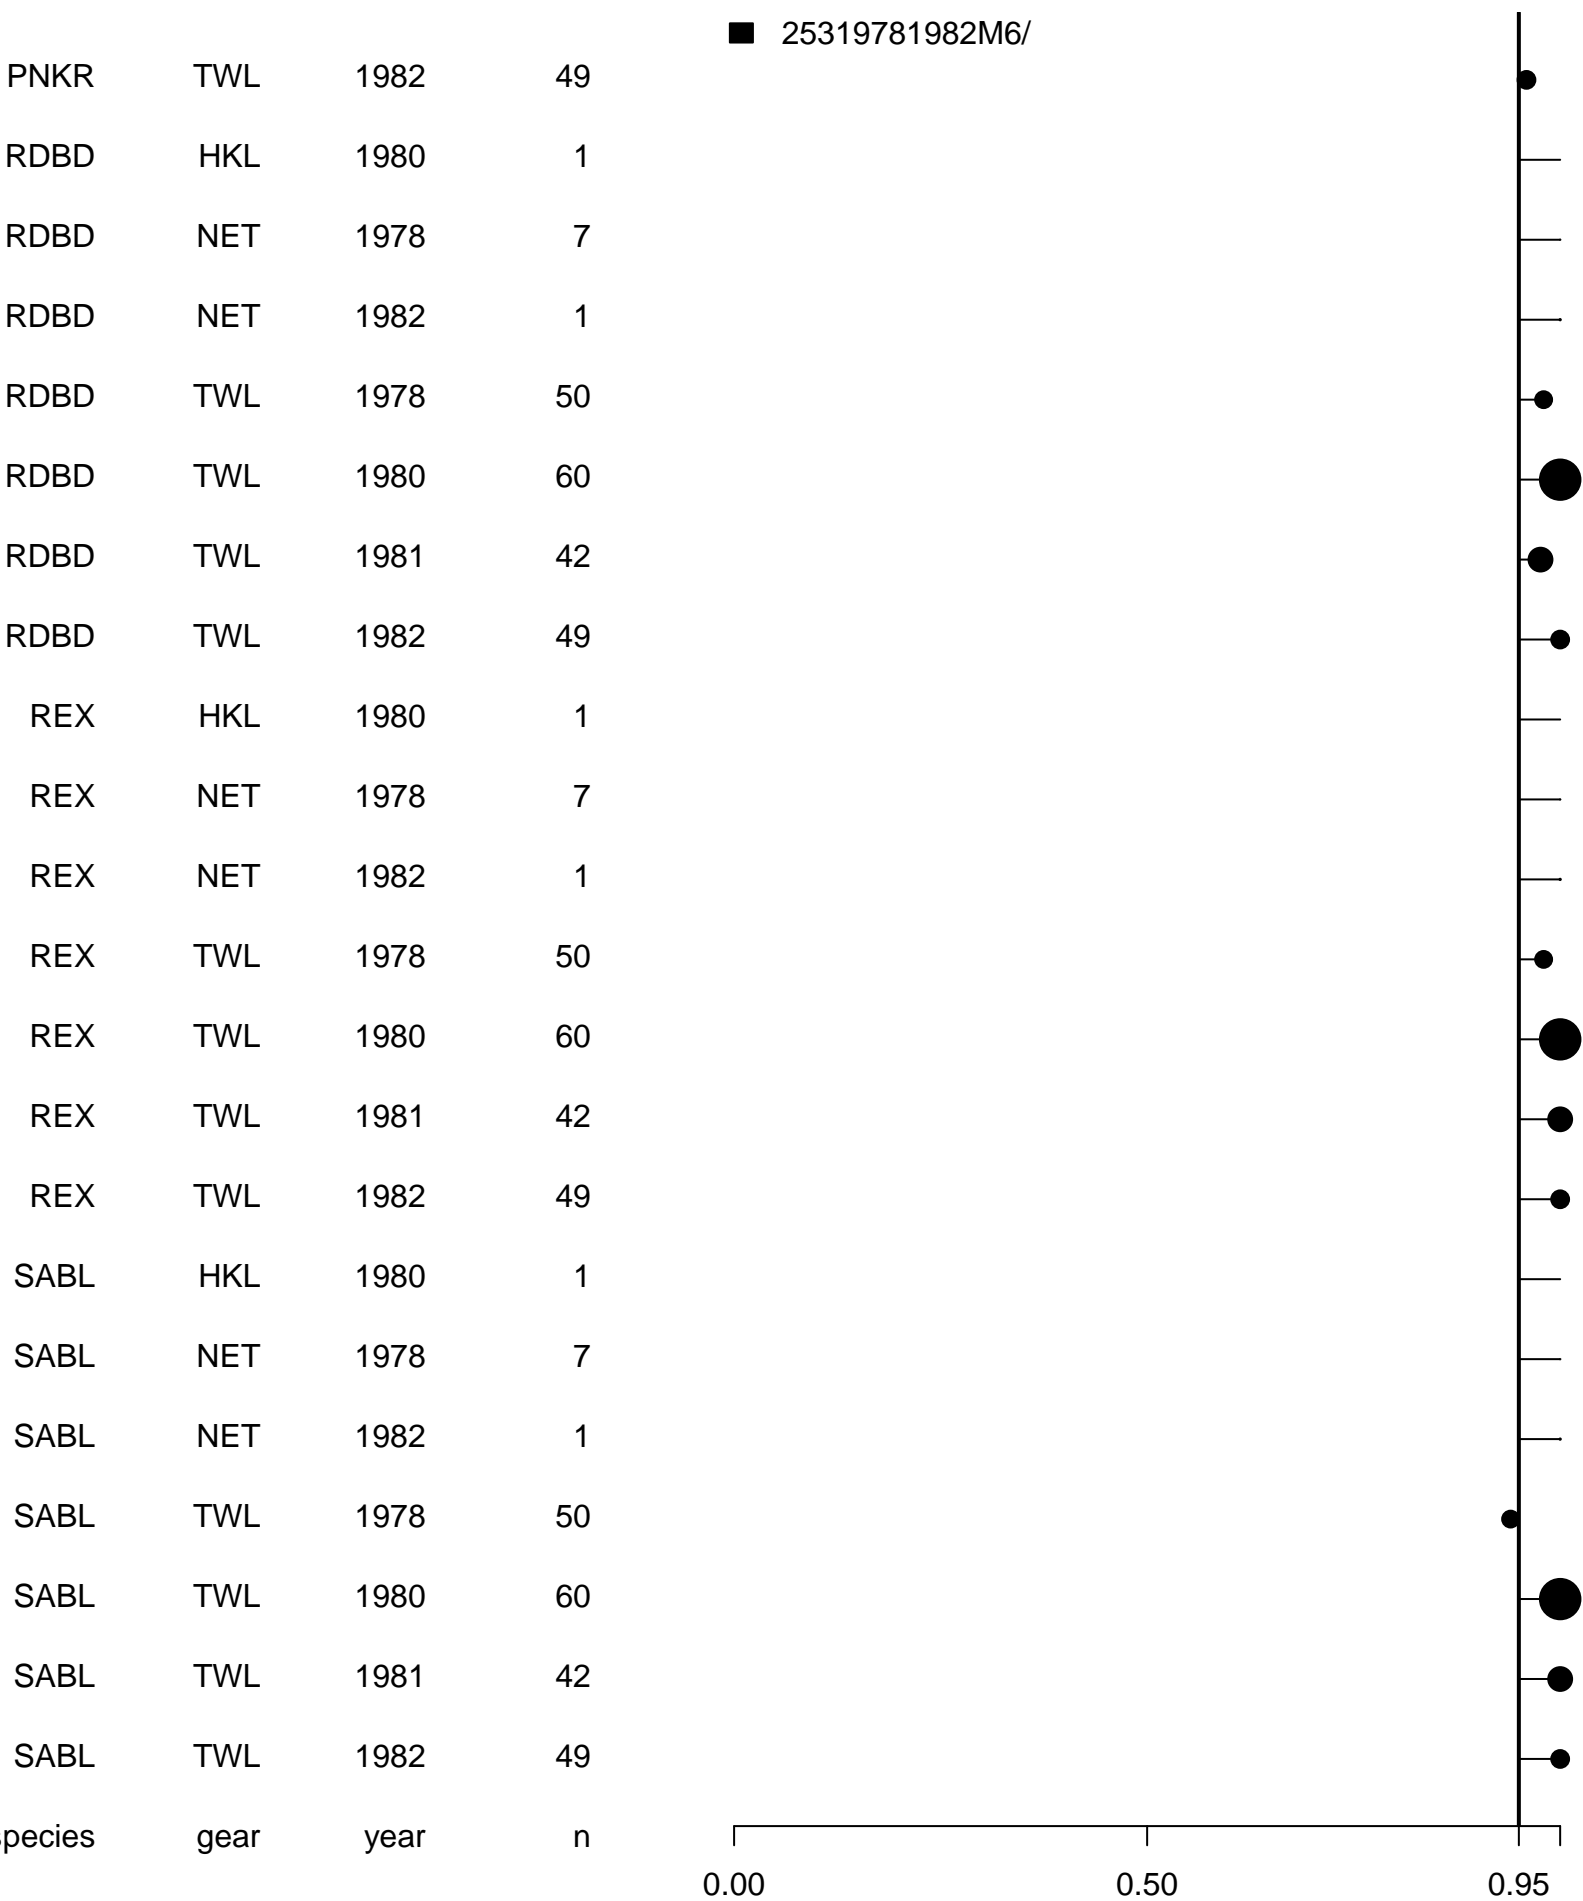 25319781982M6/
PNKR TWL 1982 49
RDBD HKL 1980 1
RDBD NET 1978 7
RDBD NET 1982 1
RDBD TWL 1978 50
RDBD TWL 1980 60
RDBD TWL 1981 42
RDBD TWL 1982 49
REX HKL 1980 1
REX NET 1978 7
REX NET 1982 1
REX TWL 1978 50
REX TWL 1980 60
REX TWL 1981 42
REX TWL 1982 49
SABL HKL 1980 1
SABL NET 1978 7
SABL NET 1982 1
SABL TWL 1978 50
SABL TWL 1980 60
SABL TWL 1981 42
SABL TWL 1982 49
pecies gear year n
0.00 0.50 0.95